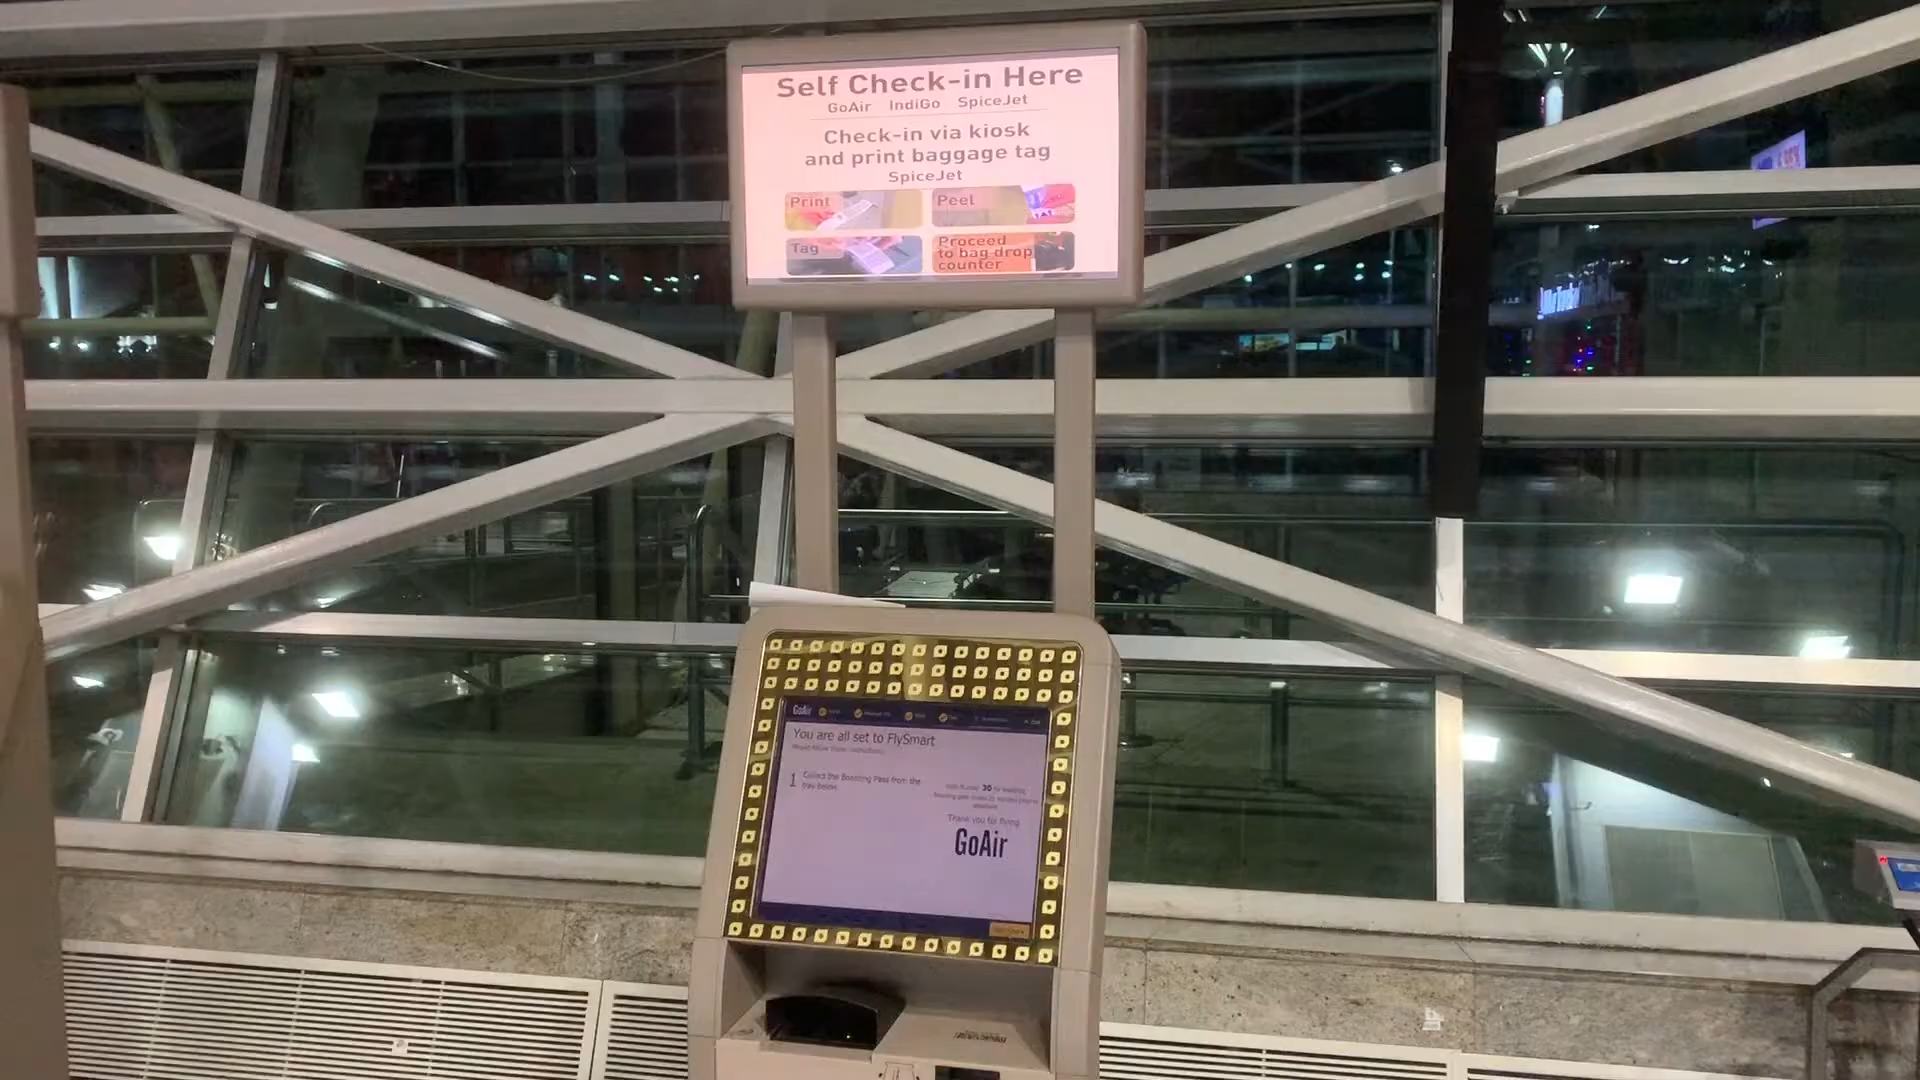 Self Check-in Here
GoAir IndiGo SpiceJet
Check-in via kiosk
and print baggage tag
SpiceJet
Print
Peel
Tag
Proceed
to bag drop
counter
GoAir
You are all set to FlySmart
1 Collect the Boarding Pass from the
tray below
30
Thank you for flying
GoAir